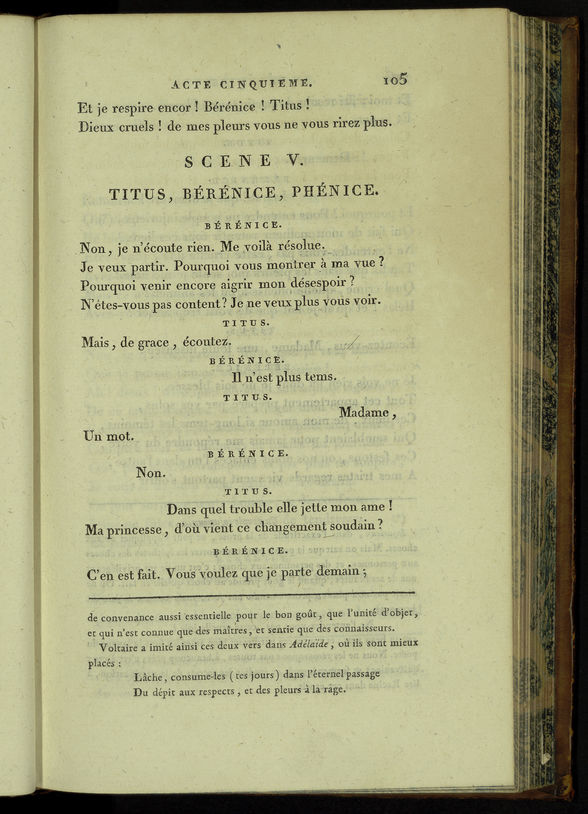 ACTE CINQUIEME. 105
Et je respire encor ! Bérénice ! Titus !
Dieux cruels ! de mes pleurs vous ne vous rirez plus.
SCENE V.
TITUS, BÉRÉNICE, PHÉNICE.
BÉRÉNICE.
Non, je n'écoute rien. Me voilà résolue.
Je veux partir. Pourquoi vous montrer à ma vue ?
Pourquoi venir encore aigrir mon désespoir ?
N'étes-vous pas content ? Je ne veux plus vous voir.
TITUS.
Mais, de grace, écoutez.
BÉRÉNICE.
Il n'est plus tems.
TITUS.
Madame,
Un mot.
BÉRÉNICE.
Non.
TITUS.
Dans quel trouble elle jette mon ame !
Ma princesse, d'où vient ce changement soudain ?
BÉRÉNICE.
C'en est fait. Vous voulez que je parte demain ;
de convenance aussi essentielle pour le bon goût, que l'unité d'objet,
et qui n'est connue que des maîtres, et sentie que des connaisseurs.
Voltaire a imité ainsi ces deux vers dans Adélaïde, où ils sont mieux
placés :
Lâche, consume-les (tes jours) dans l'éternel passage
Du dépit aux respects, et des pleurs à la rage.